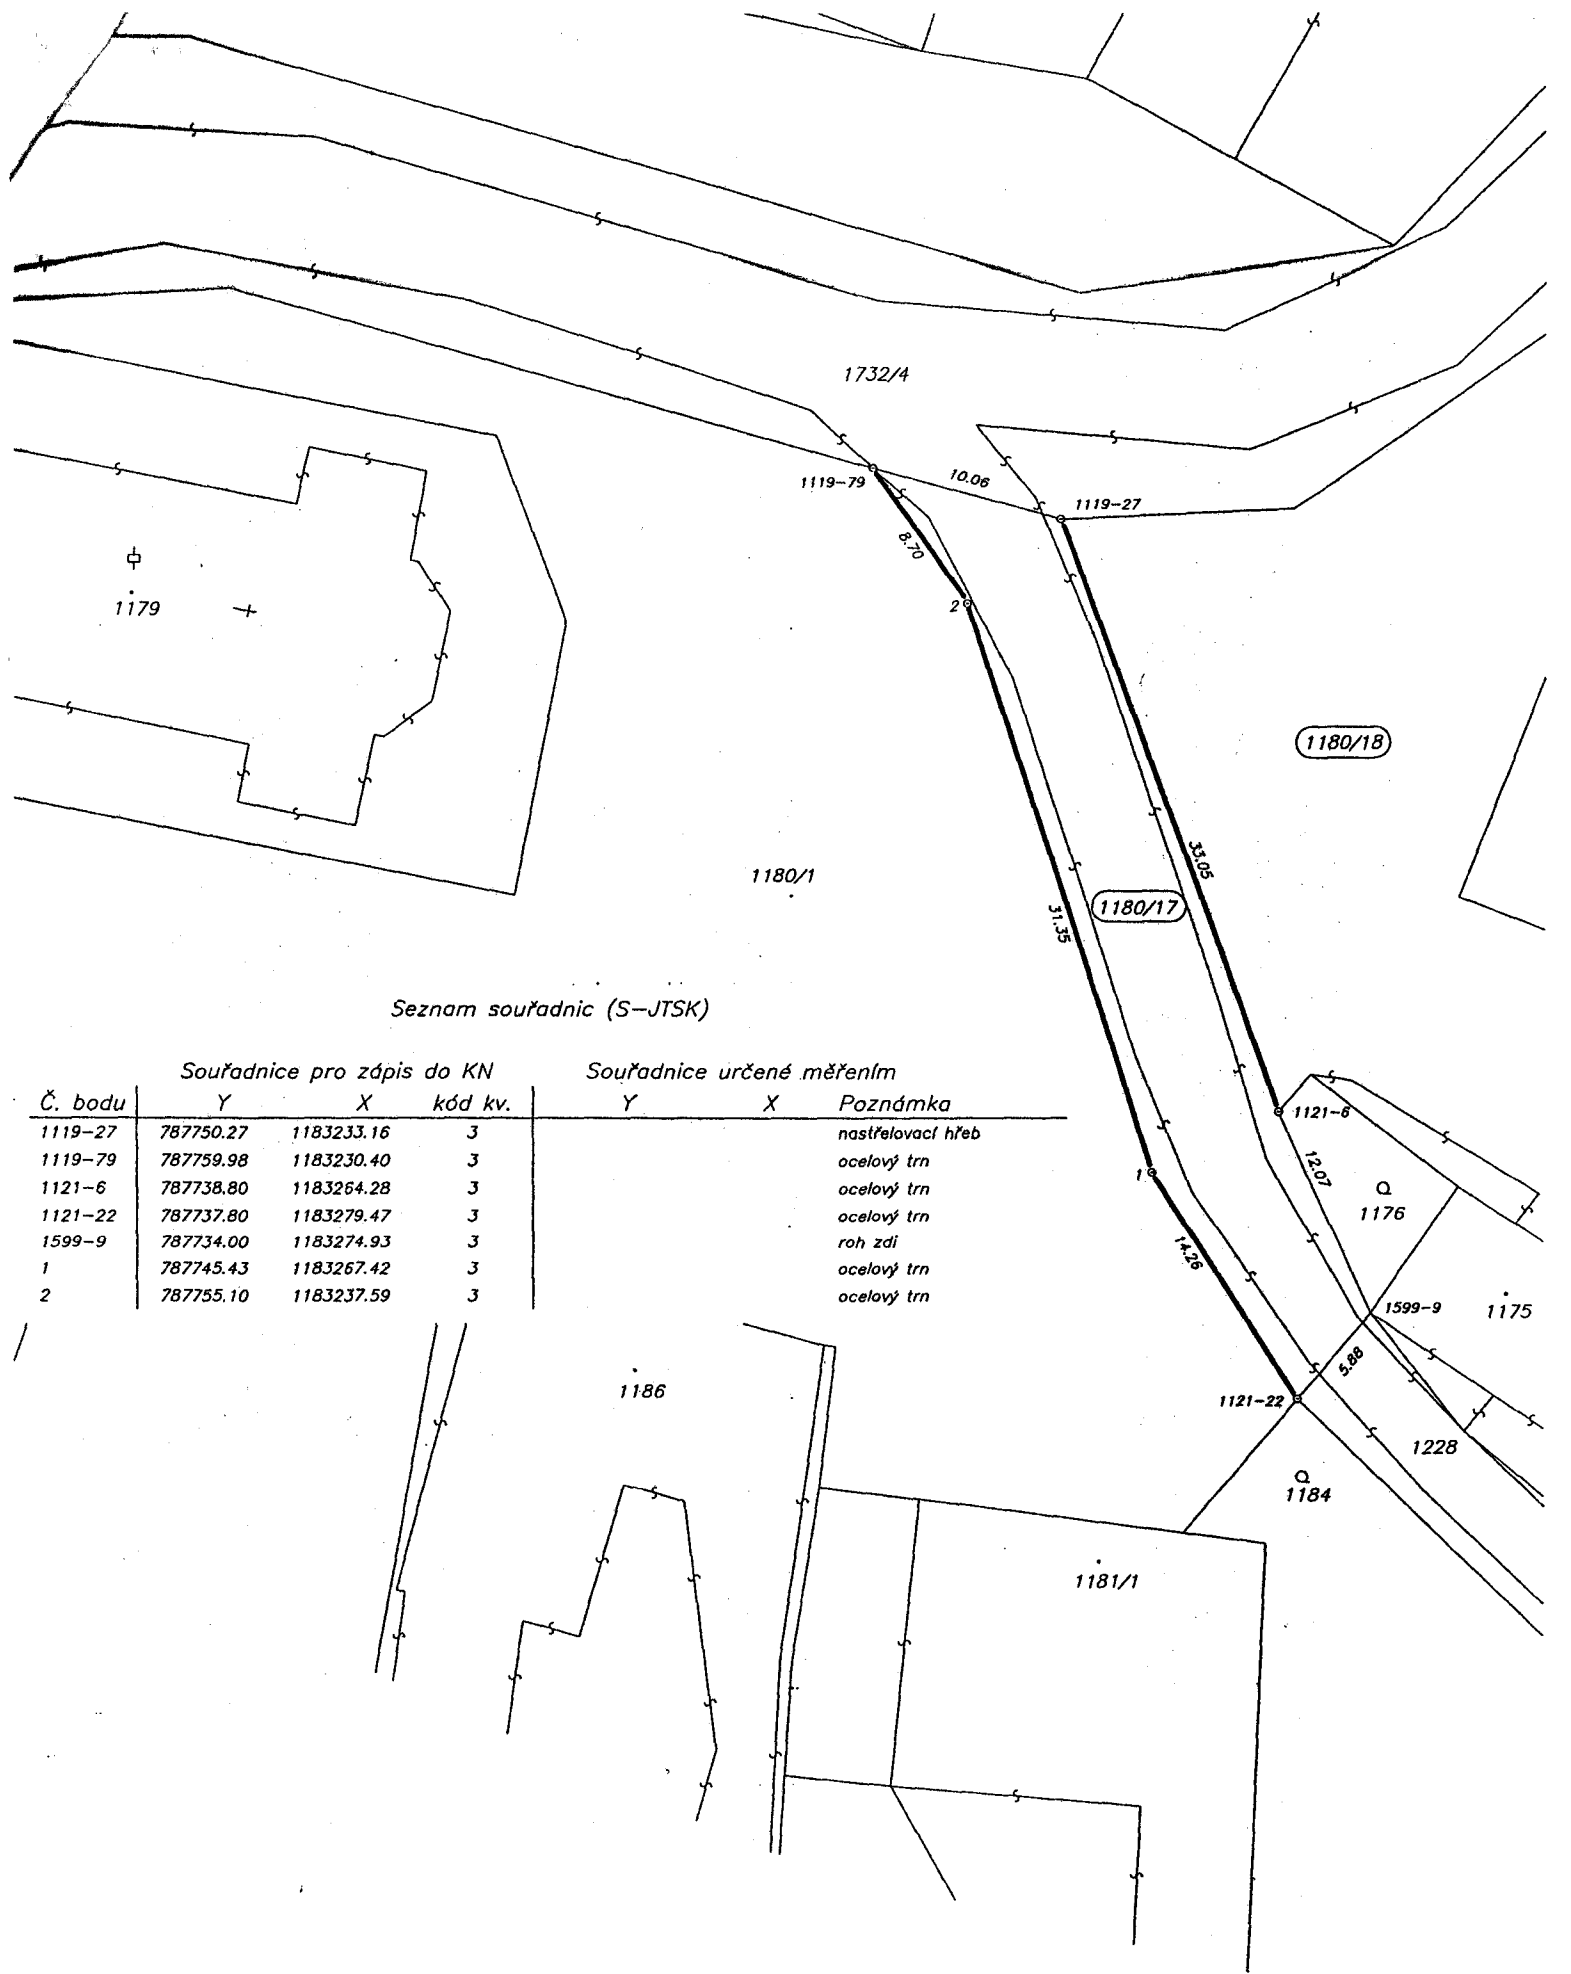 1732/4
1119-79
10.06
1119-27
8.70
1179
2
1180/18
33.05
1180/1
1180/17
31.35
Seznam souřadnic (S-JTSK)
Souřadnice pro zápis do KN Souřadnice určené měřením
Č. bodu Y X kód kv. Y X Poznámka
1119-27 787750.27 1183233.16 3 nastřelovací hřeb
1119-79 787759.98 1183230.40 3 ocelový trn
1121-6 787738.80 1183264.28 3 ocelový trn
1121-22 787737.80 1183279.47 3 ocelový trn
1599-9 787734.00 1183274.93 3 roh zdi
1 787745.43 1183267.42 3 ocelový trn
2 787755.10 1183237.59 3 ocelový trn
1121-6
12.07
1
1176
14.26
1599-9
1175
5.88
1186
1121-22
1228
1184
1181/1